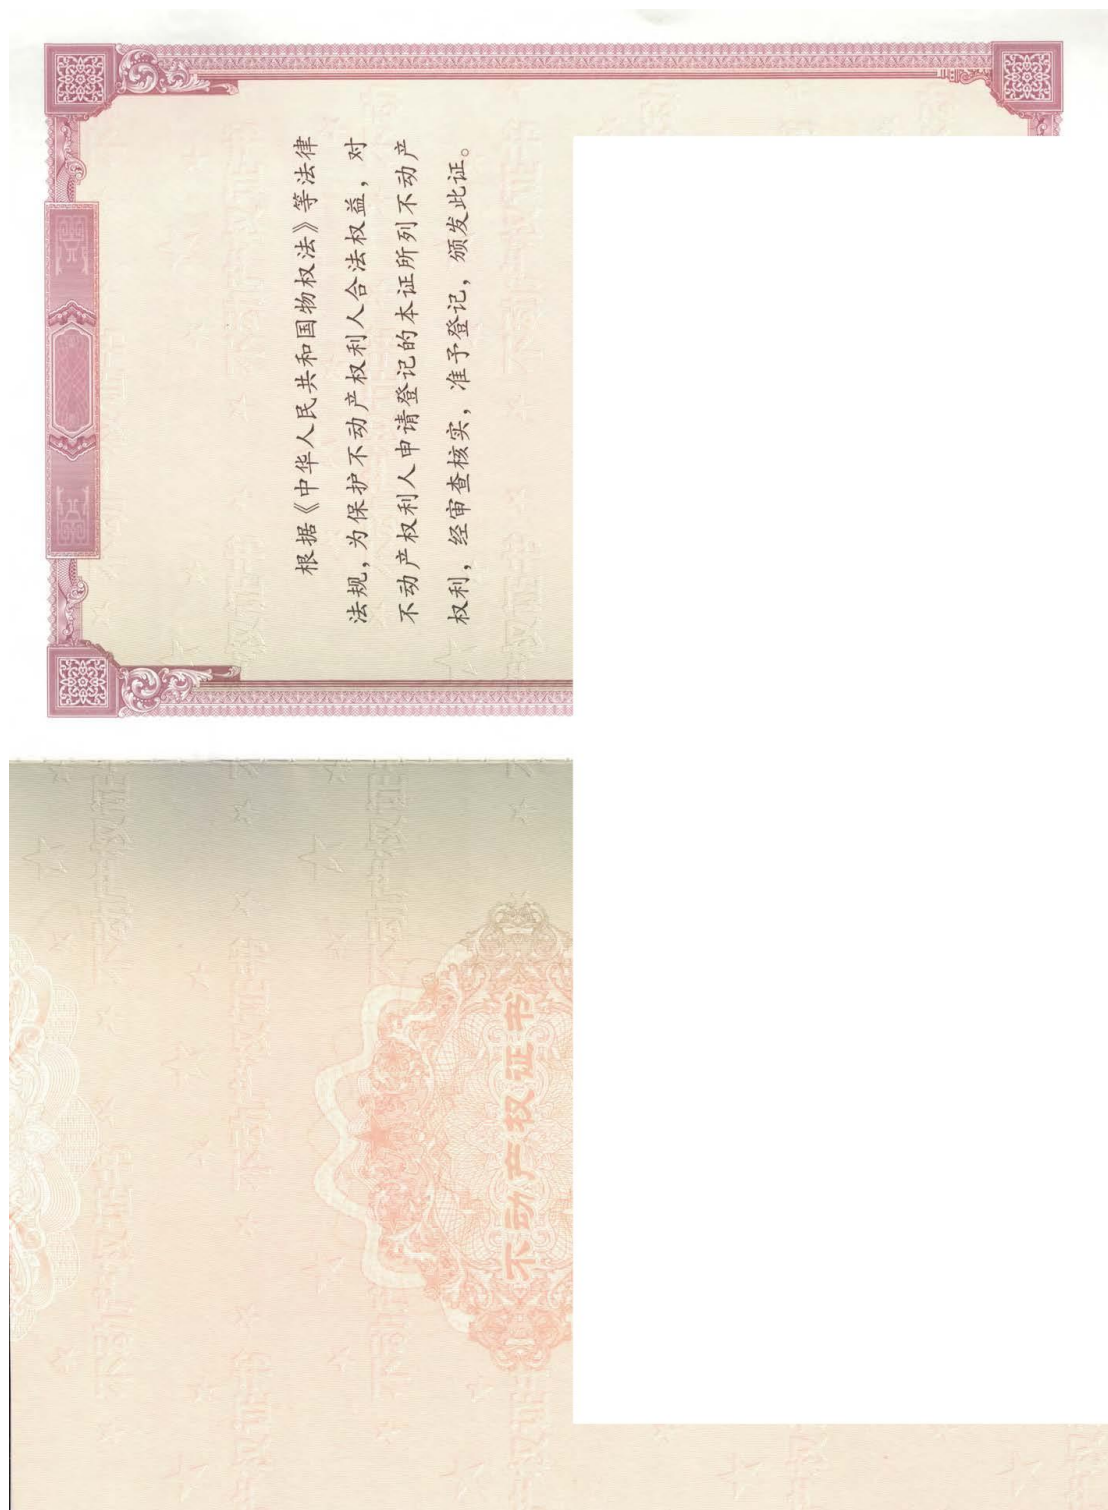 根据《中华人民共和国物权法》等法律
法规，为保护不动产权利人合法权益，对
不动产权利人申请登记的本证所列不动产
权利，经审查核实，准予登记，颁发此证。
不动产权证书